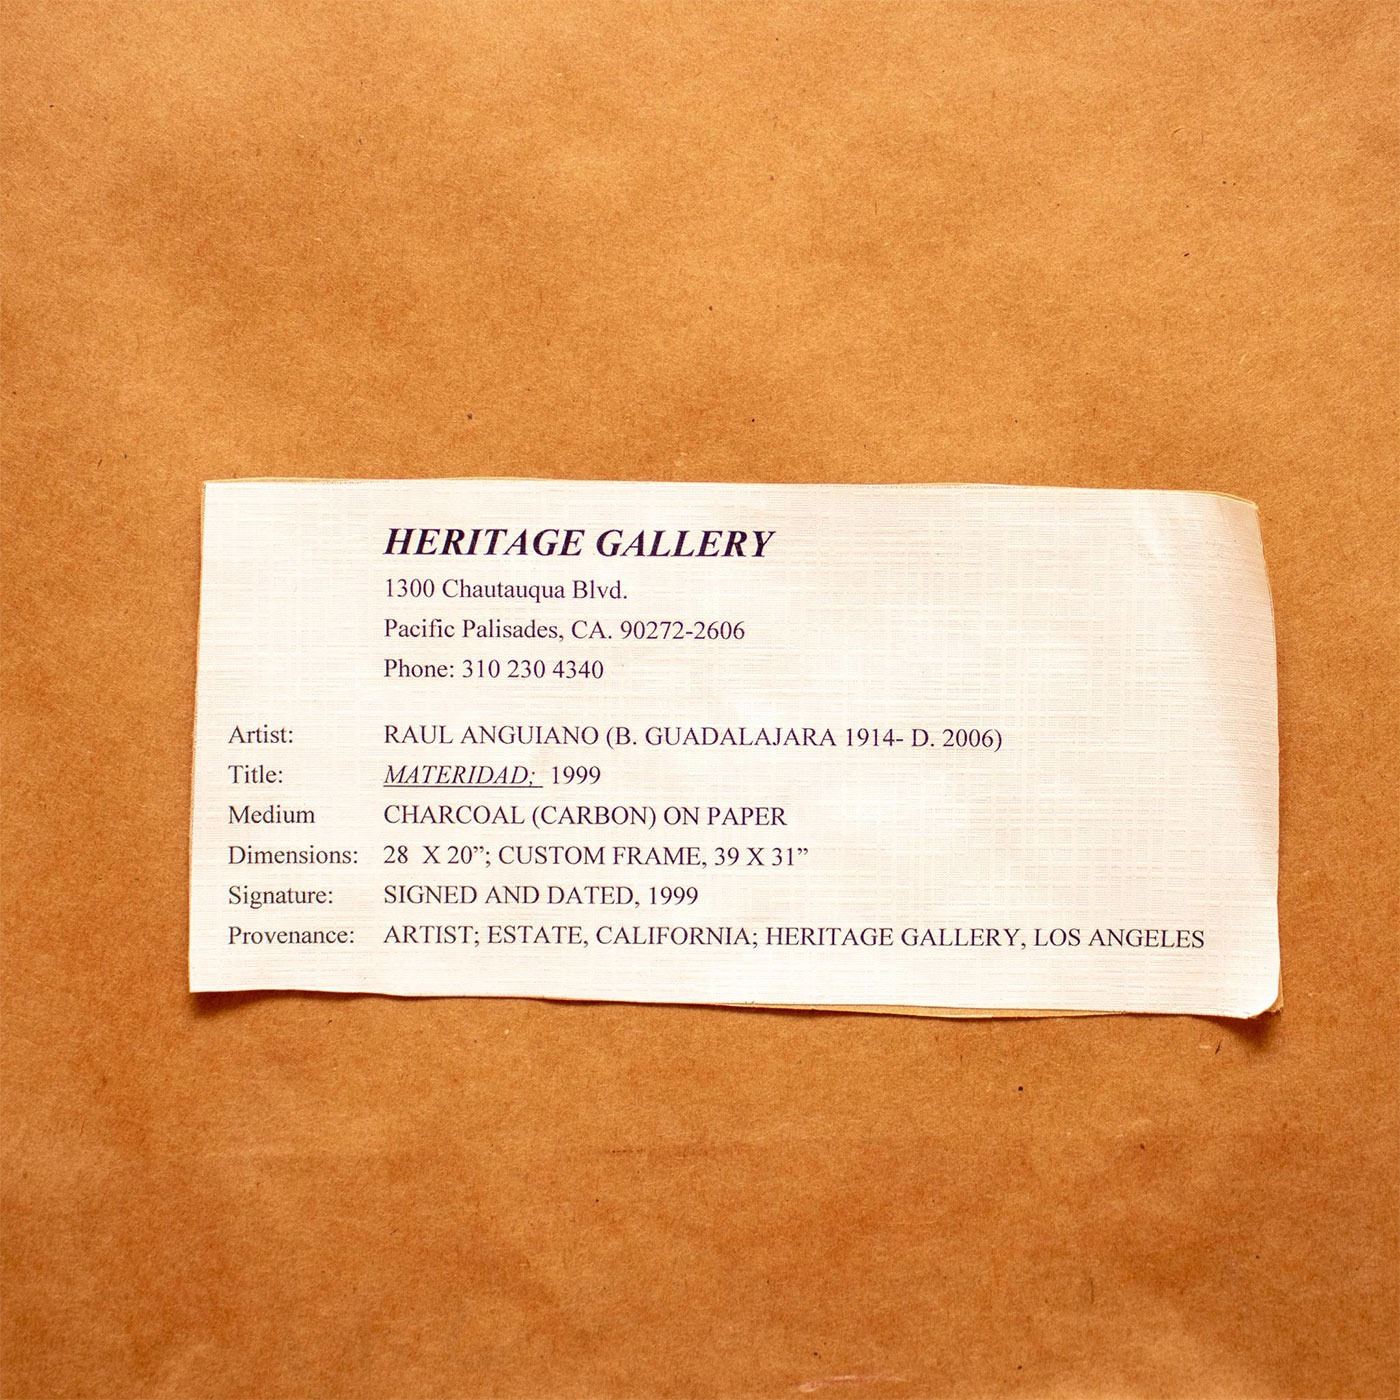 HERITAGE GALLERY
1300 Chautauqua Blvd.
Pacific Palisades, CA. 90272-2606
Phone: 310 230 4340
Artist: RAUL ANGUIANO (B. GUADALAJARA 1914- D. 2006)
Title: MATERIDAD; 1999
Medium CHARCOAL (CARBON) ON PAPER
Dimensions: 28 X 20”; CUSTOM FRAME, 39 X 31”
Signature: SIGNED AND DATED, 1999
Provenance: ARTIST; ESTATE, CALIFORNIA; HERITAGE GALLERY, LOS ANGELES